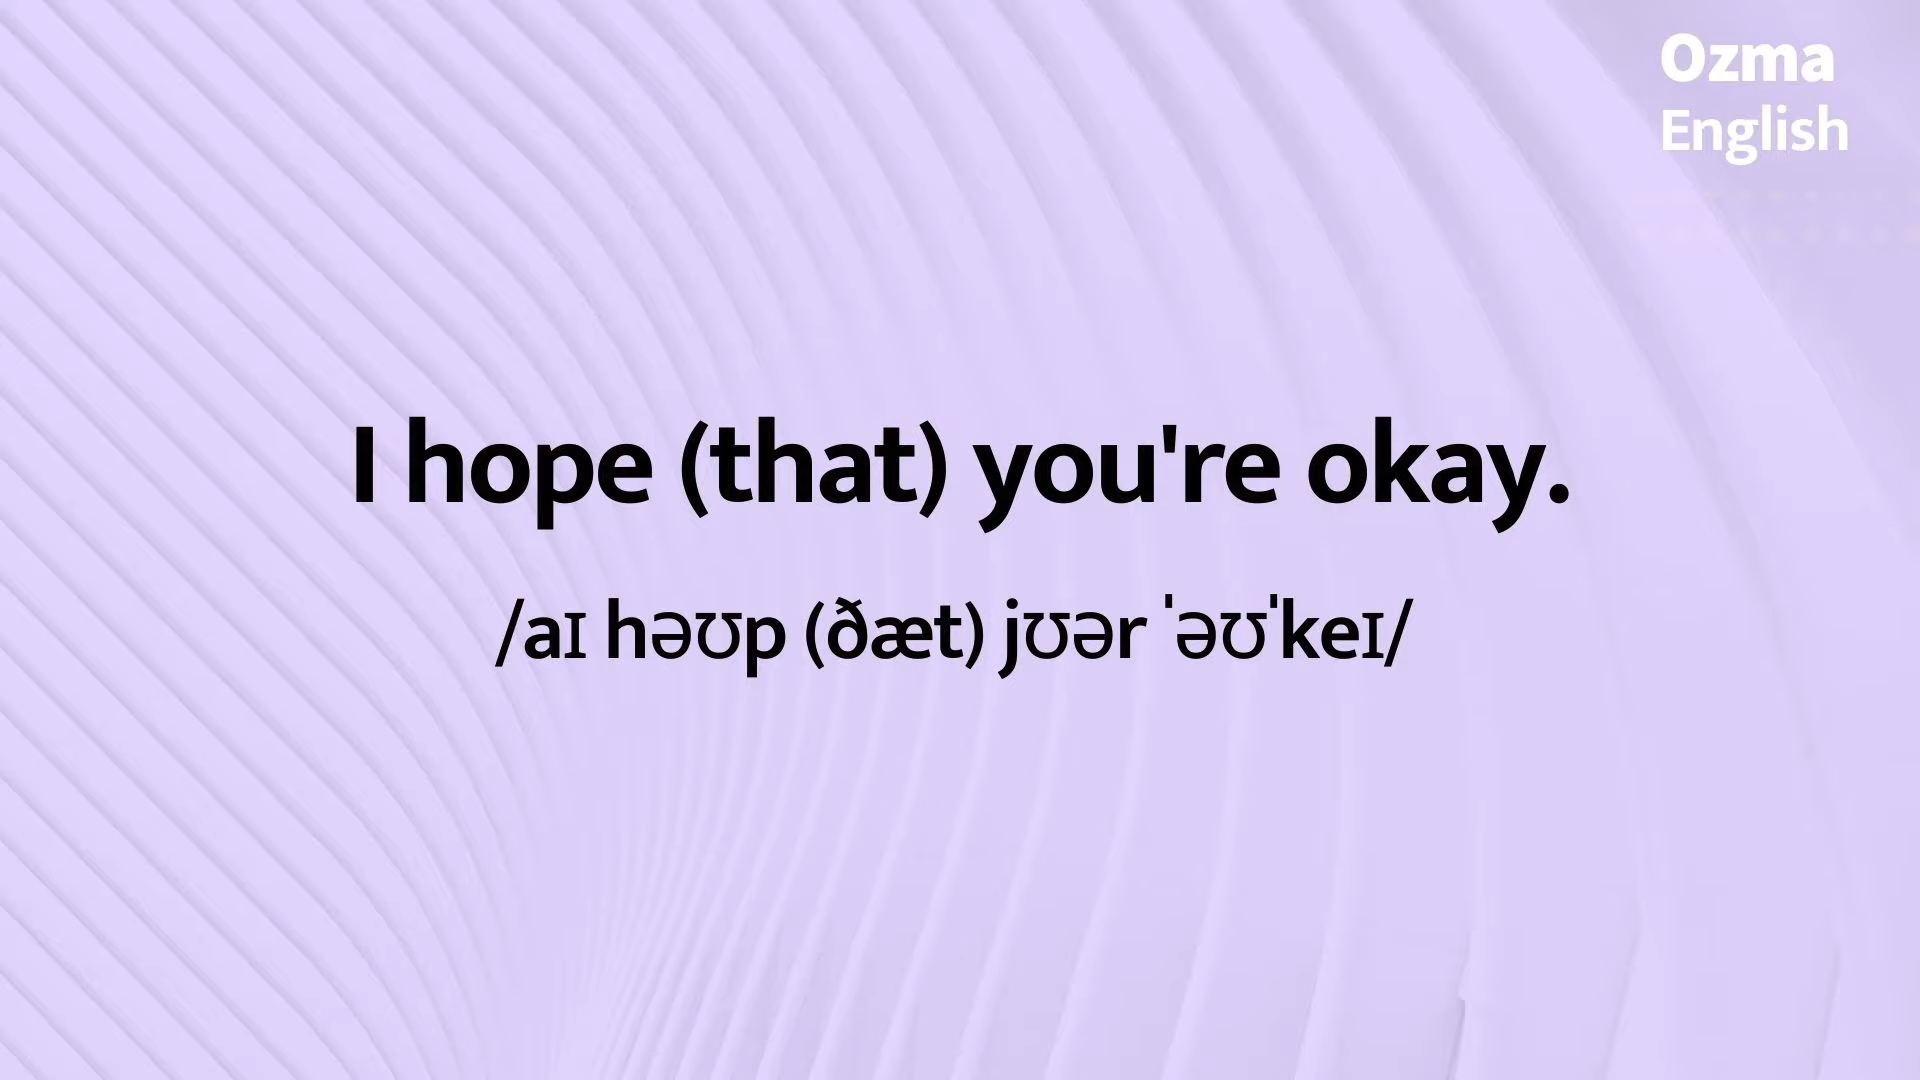 Ozma
English
I hope (that) you're okay.
/aɪ həʊp (ðæt) jʊər ˈəʊˈkeɪ/